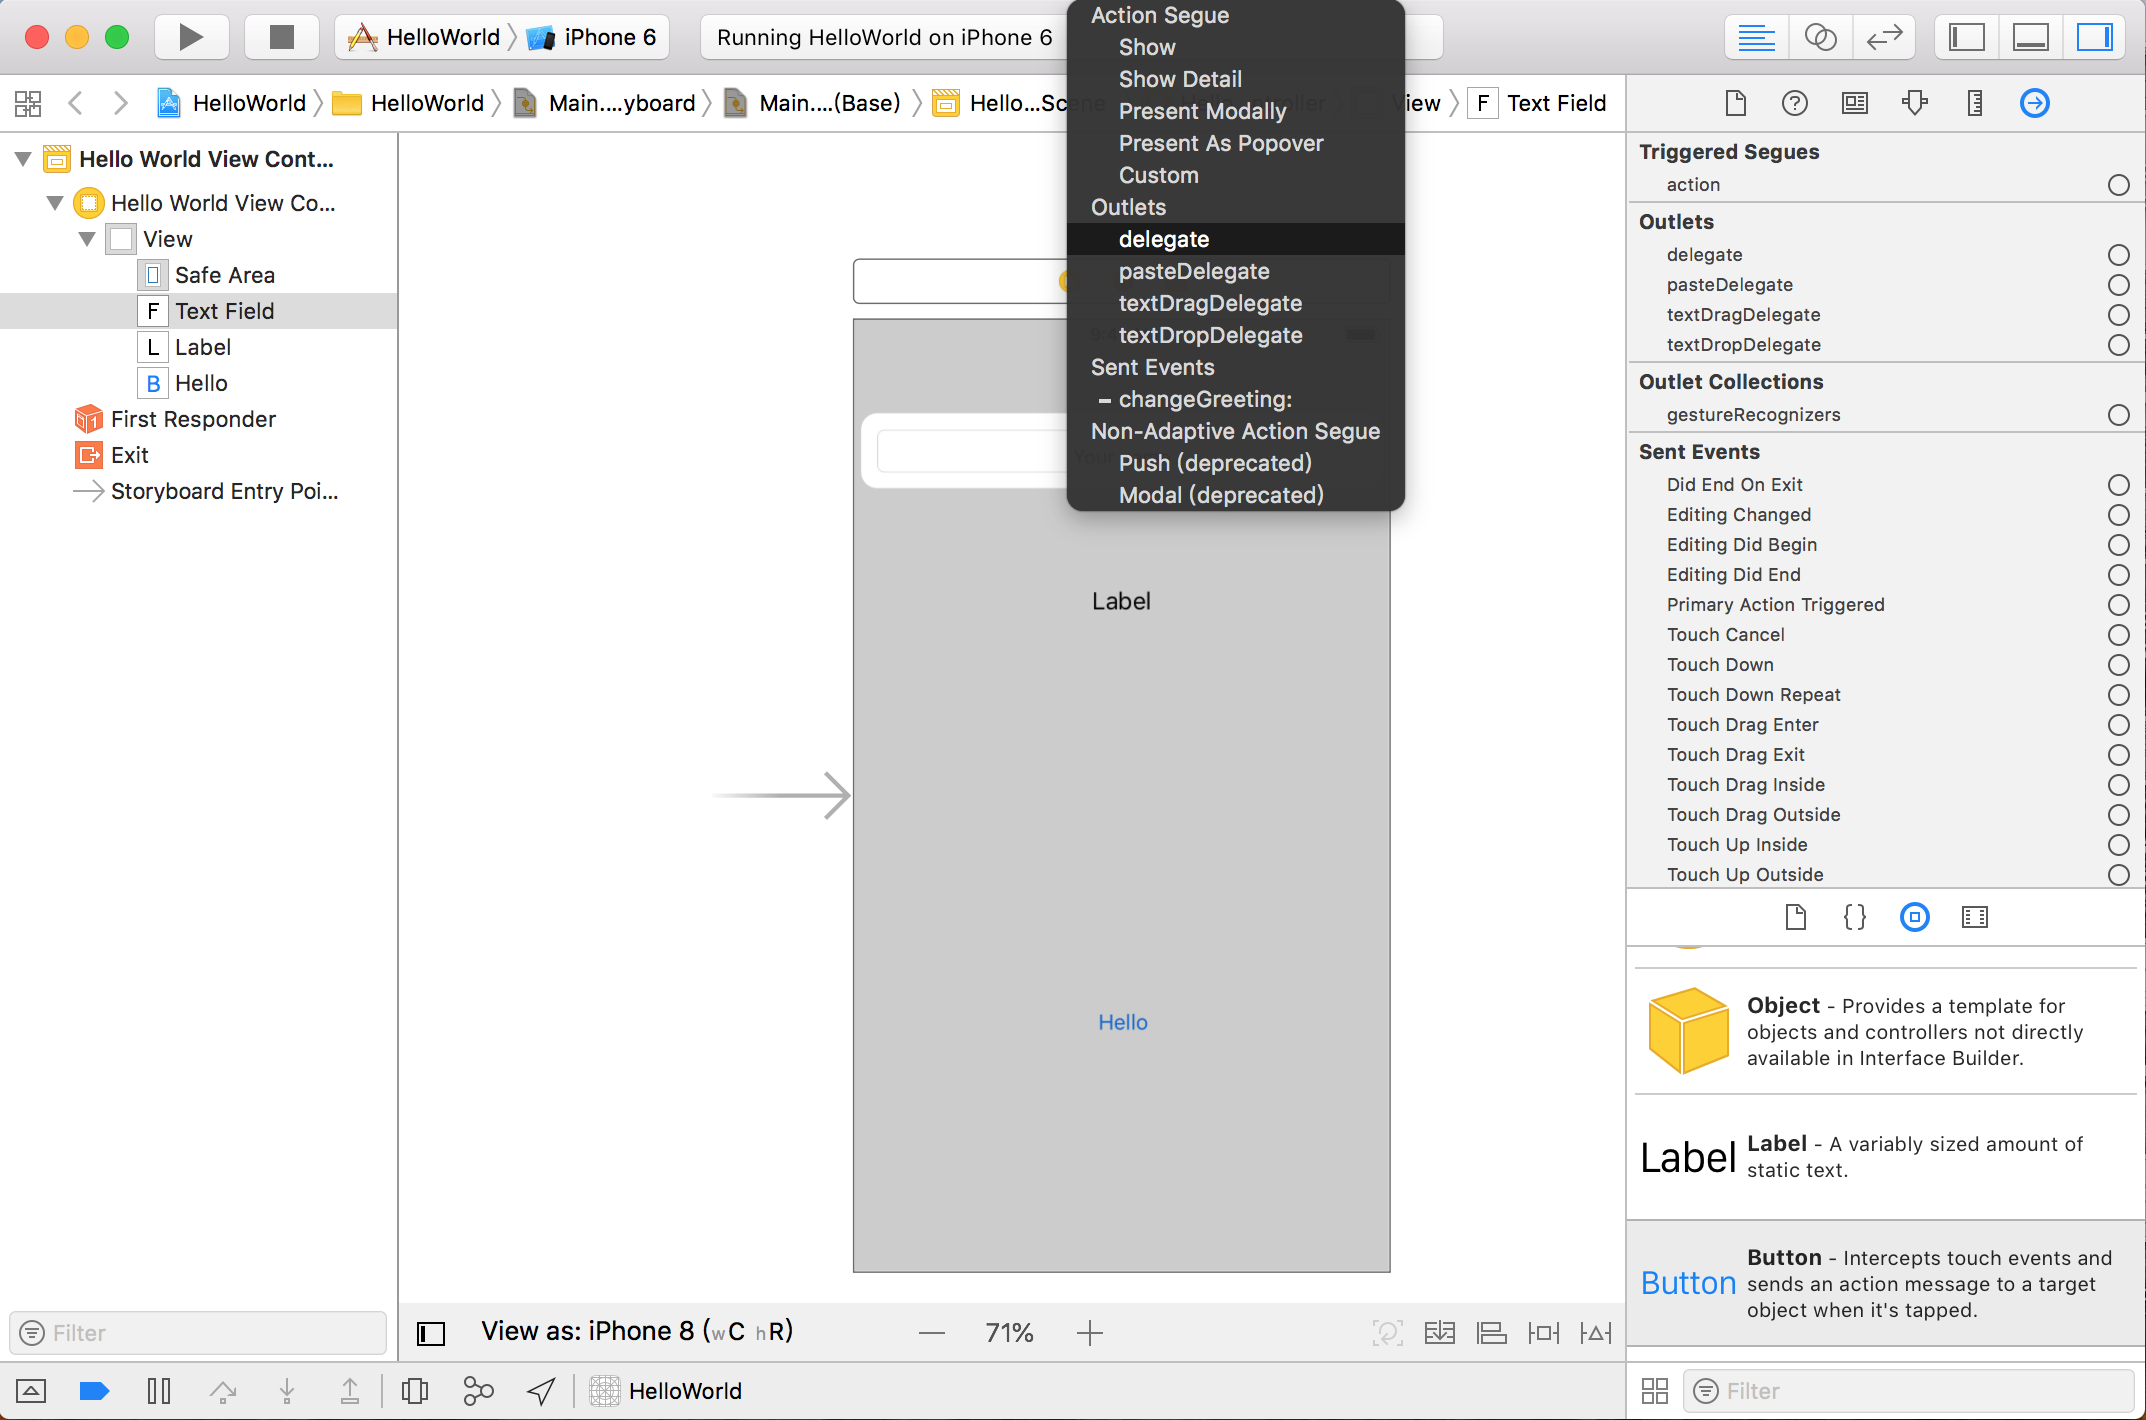 HelloWorld
iPhone 6
Running HelloWorld on iPhone 6
HelloWorld
HelloWorld
Main....yboard
Main....(Base)
Hello...Scene
View
F Text Field
Action Segue
Show
Show Detail
Present Modally
Present As Popover
Custom
Outlets
delegate
pasteDelegate
textDragDelegate
textDropDelegate
Sent Events
– changeGreeting:
Non-Adaptive Action Segue
Push (deprecated)
Modal (deprecated)
Hello World View Cont...
Hello World View Co...
View
Safe Area
F Text Field
L Label
B Hello
First Responder
Exit
Storyboard Entry Poi...
Filter
Label
Hello
View as: iPhone 8 (wC hR)
71%
HelloWorld
Triggered Segues
action
Outlets
delegate
pasteDelegate
textDragDelegate
textDropDelegate
Outlet Collections
gestureRecognizers
Sent Events
Did End On Exit
Editing Changed
Editing Did Begin
Editing Did End
Primary Action Triggered
Touch Cancel
Touch Down
Touch Down Repeat
Touch Drag Enter
Touch Drag Exit
Touch Drag Inside
Touch Drag Outside
Touch Up Inside
Touch Up Outside
{}
Object - Provides a template for
objects and controllers not directly
available in Interface Builder.
Label
Label - A variably sized amount of
static text.
Button
Button - Intercepts touch events and
sends an action message to a target
object when it's tapped.
Filter